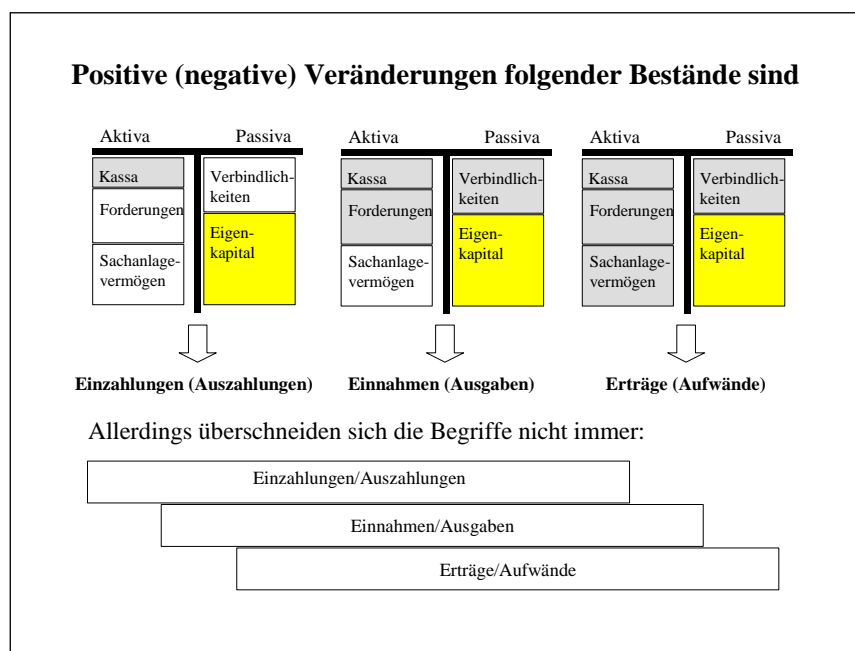 Positive (negative) Veränderungen folgender Bestände sind
Aktiva Passiva
Kassa
Forderungen
Sachanlage-
vermögen
Verbindlich-
keiten
Eigen-
kapital
Einzahlungen (Auszahlungen)
Aktiva Passiva
Kassa
Forderungen
Sachanlage-
vermögen
Verbindlich-
keiten
Eigen-
kapital
Einnahmen (Ausgaben)
Aktiva Passiva
Kassa
Forderungen
Sachanlage-
vermögen
Verbindlich-
keiten
Eigen-
kapital
Erträge (Aufwände)
Allerdings überschneiden sich die Begriffe nicht immer:
Einzahlungen/Auszahlungen
Einnahmen/Ausgaben
Erträge/Aufwände